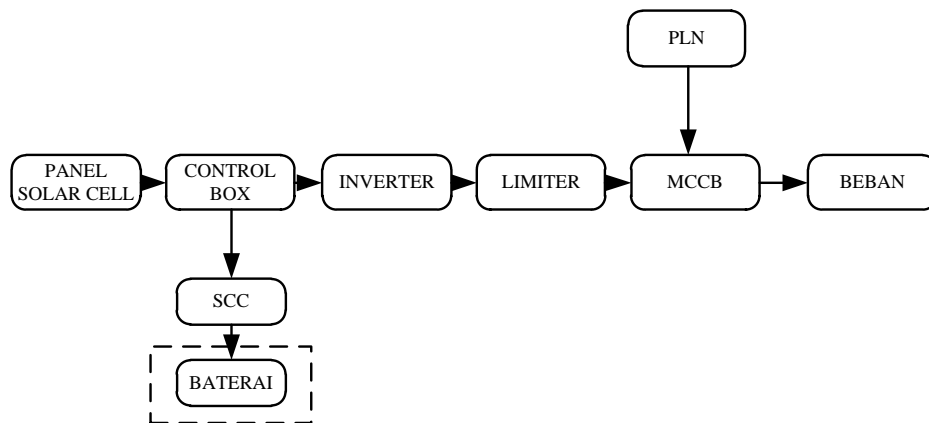 PLN
PANEL
SOLAR CELL
CONTROL
BOX
INVERTER
LIMITER
MCCB
BEBAN
SCC
BATERAI